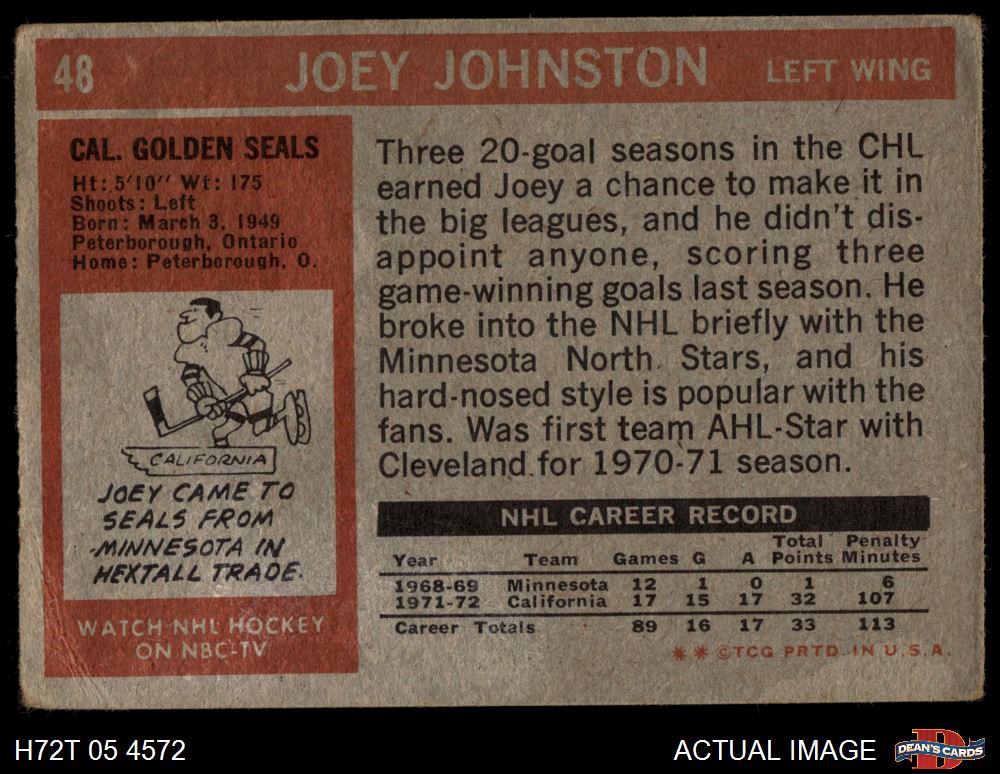 48 JOEY JOHNSTON LEFT WING
CAL. GOLDEN SEALS
Ht: 5'10" Wt: 175
Shoots: Left
Born: March 3, 1949
Peterborough, Ontario
Home: Peterborough, O.
CALIFORNIA
JOEY CAME TO
SEALS FROM
MINNESOTA IN
HEXTALL TRADE.
WATCH NHL HOCKEY
ON NBC-TV
Three 20-goal seasons in the CHL
earned Joey a chance to make it in
the big leagues, and he didn't dis-
appoint anyone, scoring three
game-winning goals last season. He
broke into the NHL briefly with the
Minnesota North Stars, and his
hard-nosed style is popular with the
fans. Was first team AHL-Star with
Cleveland for 1970-71 season.
NHL CAREER RECORD
Total Penalty
Year Team Games G A Points Minutes
1968-69 Minnesota 12 1 0 1 6
1971-72 California 17 15 17 32 107
Career Totals 89 16 17 33 113
* * ©TCG PRTD. IN U.S.A.
H72T 05 4572 ACTUAL IMAGE DEAN'S CARDS